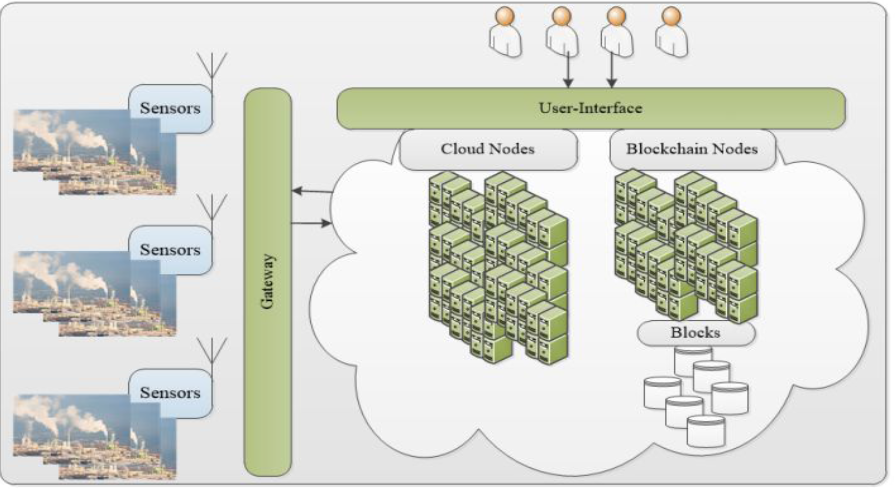 Sensors
Sensors
Sensors
Gateway
User-Interface
Cloud Nodes
Blockchain Nodes
Blocks